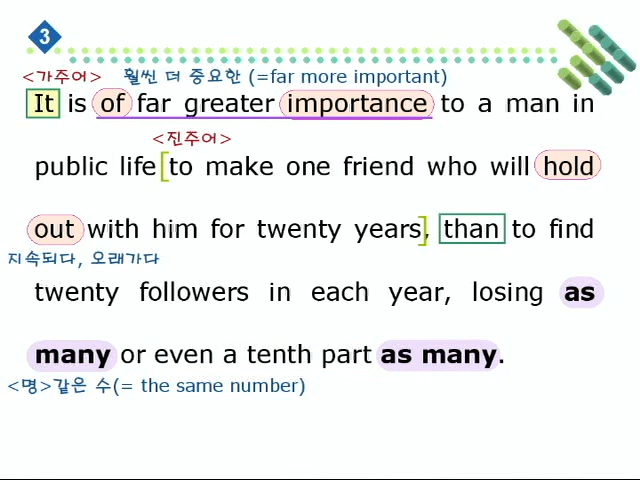 3
<가주어> 훨씬 더 중요한 (=far more important)
It is of far greater importance to a man in
<진주어>
public life [to make one friend who will hold
out with him for twenty years], than to find
지속되다, 오래가다
twenty followers in each year, losing as
many or even a tenth part as many.
<명>같은 수(= the same number)